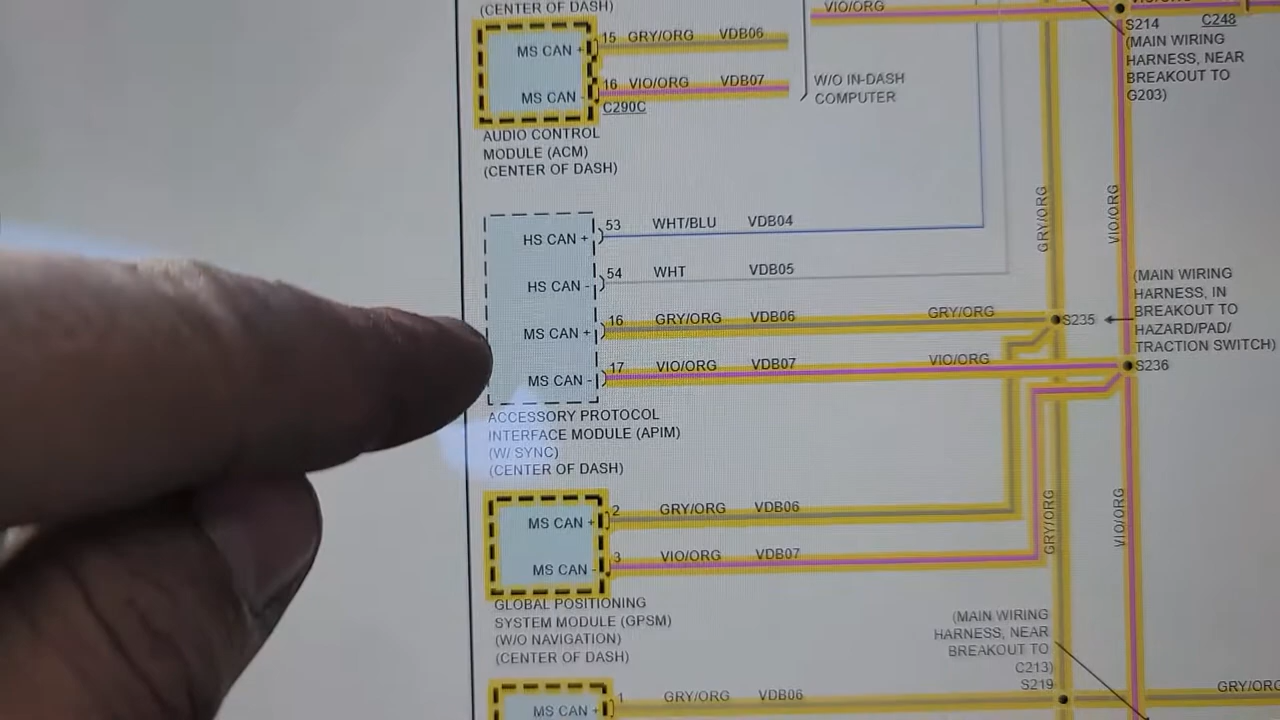 (CENTER OF DASH)
MS CAN +
15 GRY/ORG VDB06
MS CAN -
16 VIO/ORG VDB07
C290C
AUDIO CONTROL
MODULE (ACM)
(CENTER OF DASH)
W/O IN-DASH
COMPUTER
VIO/ORG
S214
C248
(MAIN WIRING
HARNESS, NEAR
BREAKOUT TO
G203)
HS CAN +
53 WHT/BLU VDB04
HS CAN -
54 WHT VDB05
MS CAN +
16 GRY/ORG VDB06 GRY/ORG
MS CAN -
17 VIO/ORG VDB07 VIO/ORG
GRY/ORG
VIO/ORG
S235
(MAIN WIRING
HARNESS, IN
BREAKOUT TO
HAZARD/PAD/
TRACTION SWITCH)
S236
ACCESSORY PROTOCOL
INTERFACE MODULE (APIM)
(W/ SYNC)
(CENTER OF DASH)
MS CAN +
2 GRY/ORG VDB06
MS CAN -
3 VIO/ORG VDB07
GRY/ORG
VIO/ORG
GLOBAL POSITIONING
SYSTEM MODULE (GPSM)
(W/O NAVIGATION)
(CENTER OF DASH)
(MAIN WIRING
HARNESS, NEAR
BREAKOUT TO
C213)
S219
MS CAN +
1 GRY/ORG VDB06
GRY/ORG